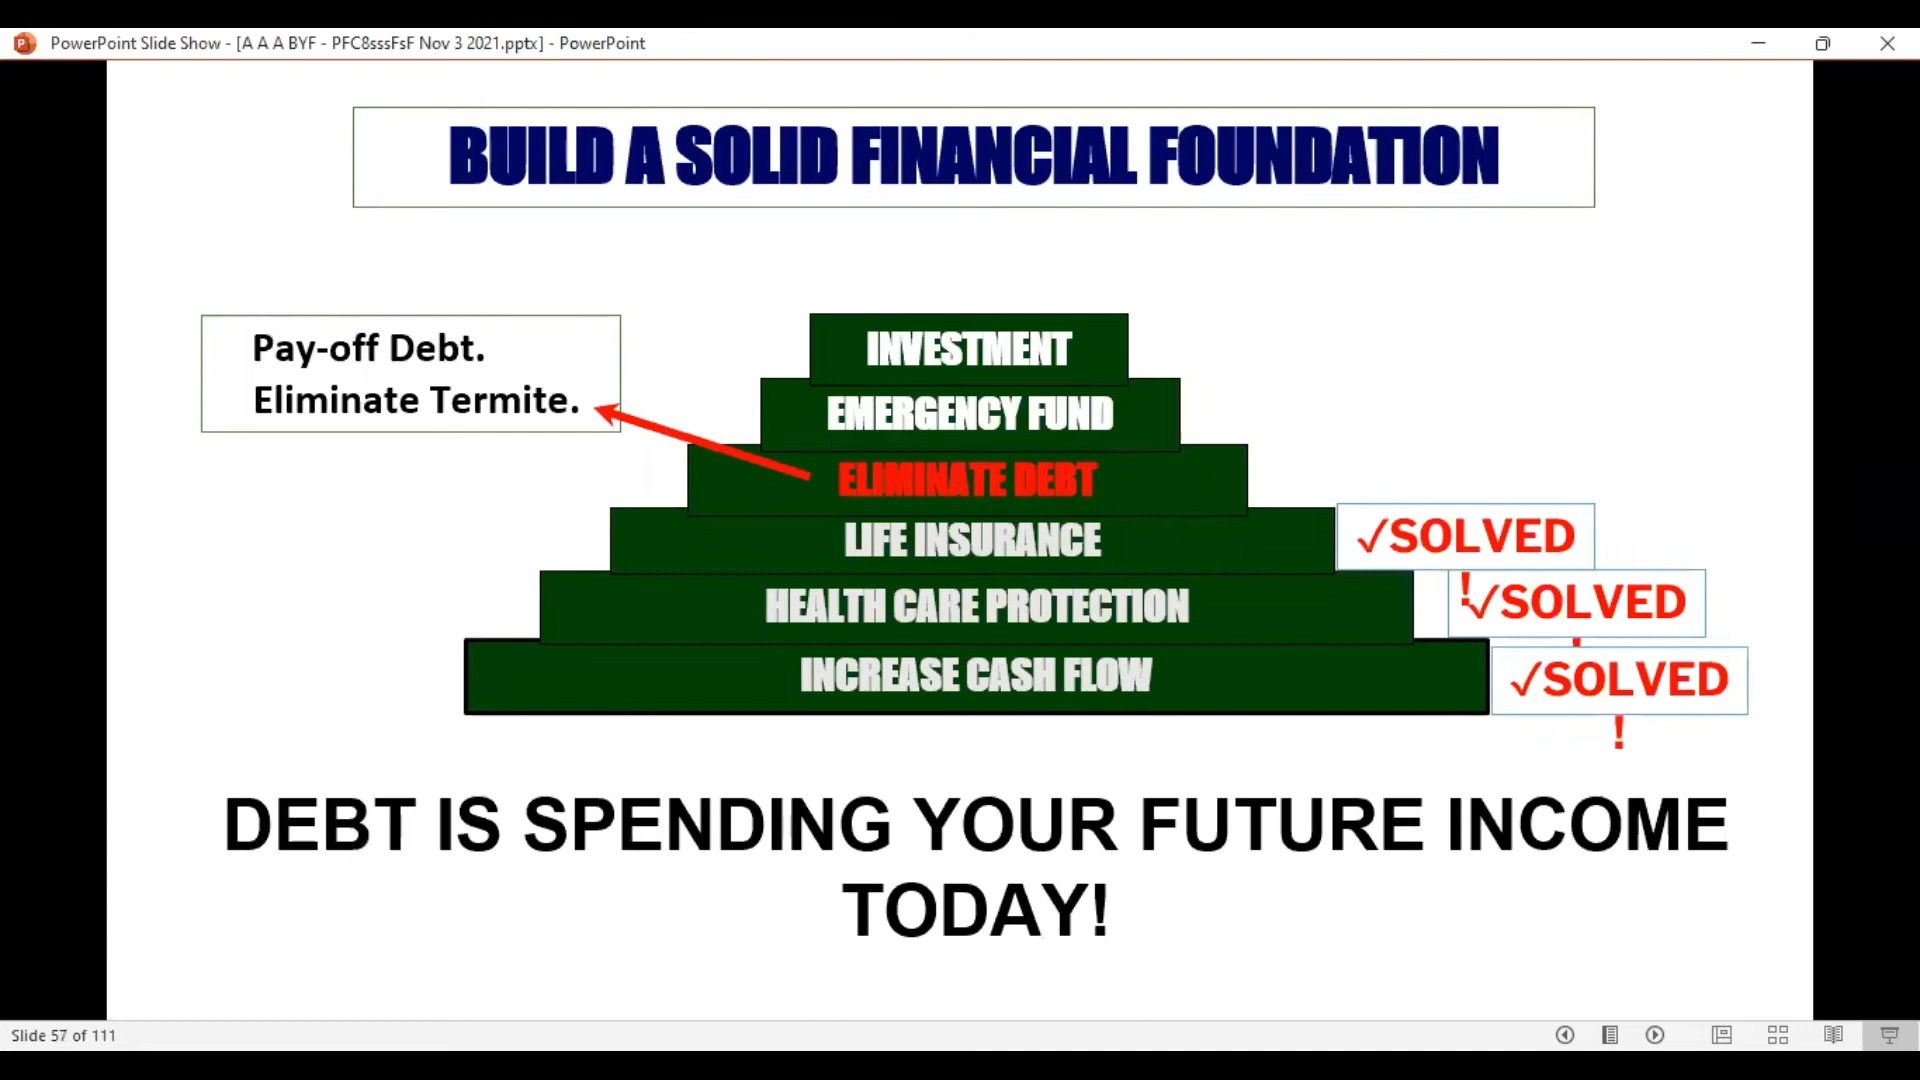 PowerPoint Slide Show - [A A A BYF - PFC8sssFsF Nov 3 2021.pptx] - PowerPoint
BUILD A SOLID FINANCIAL FOUNDATION
Pay-off Debt.
Eliminate Termite.
INVESTMENT
EMERGENCY FUND
ELIMINATE DEBT
LIFE INSURANCE
✓SOLVED
!
HEALTH CARE PROTECTION
✓SOLVED
!
INCREASE CASH FLOW
✓SOLVED
!
DEBT IS SPENDING YOUR FUTURE INCOME
TODAY!
Slide 57 of 111